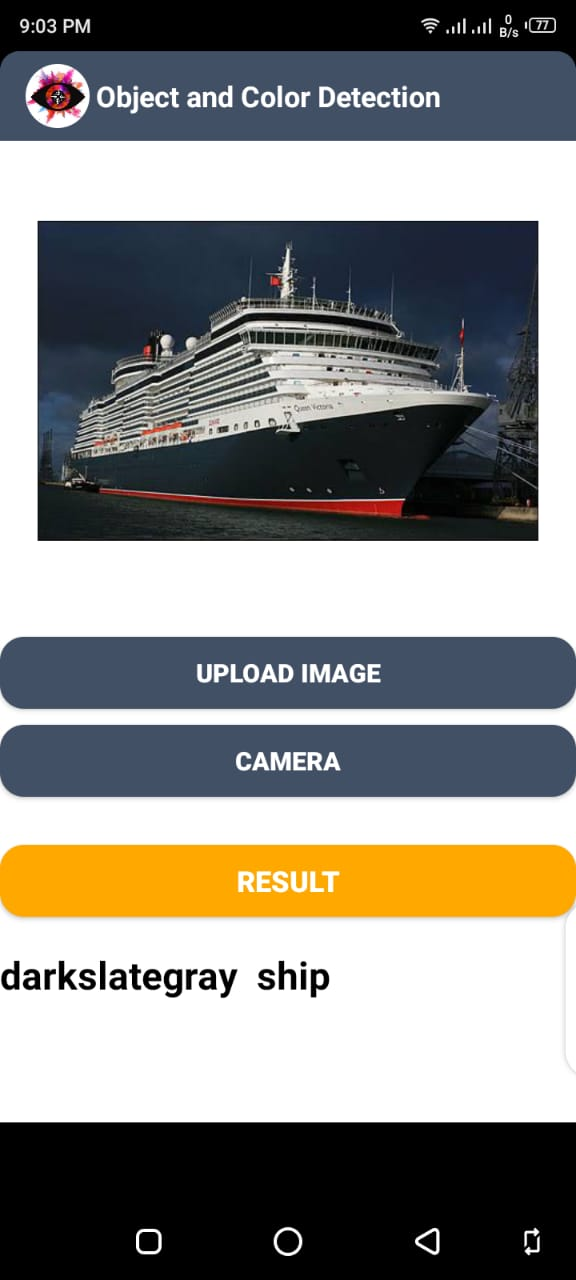 9:03 PM
0
B/s
77
Object and Color Detection
Queen Victoria
UPLOAD IMAGE
CAMERA
RESULT
darkslategray ship